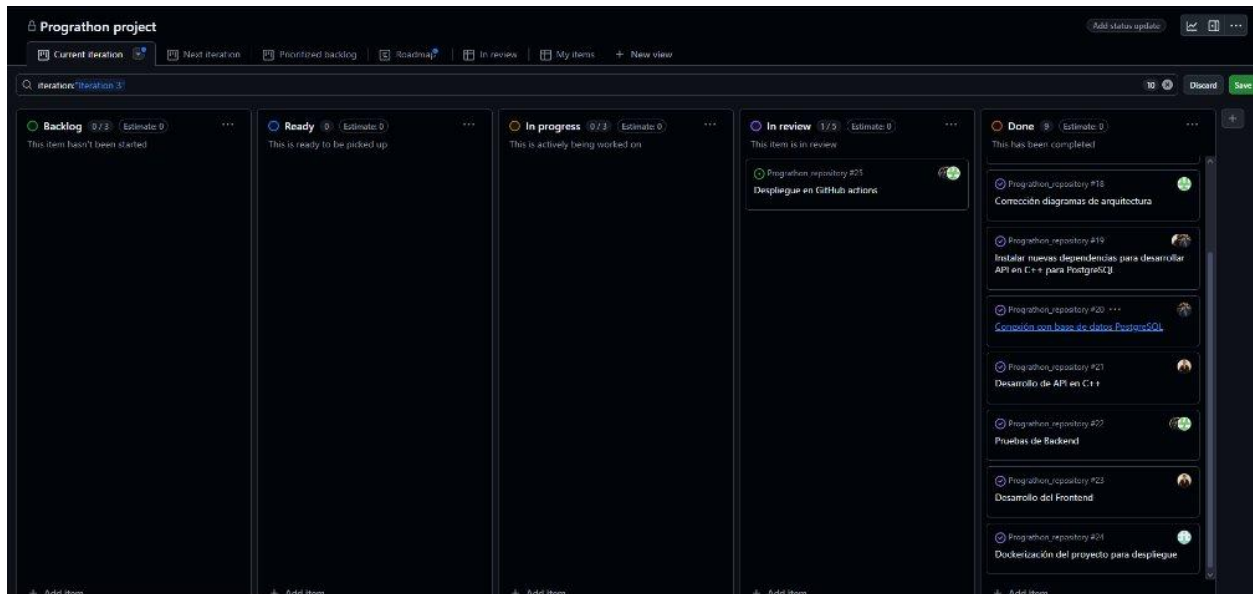 Prograthon project
Add status update
Current iteration
Next iteration
Prioritized backlog
Roadmap
In review
My items
+ New view
iteration:"Iteration 3"
10
Discard
Save
Backlog 0 / 3 Estimate: 0
This item hasn't been started
Ready 0 Estimate: 0
This is ready to be picked up
In progress 0 / 3 Estimate: 0
This is actively being worked on
In review 1 / 5 Estimate: 0
This item is in review
Prograthon_repository #25
Despliegue en GitHub actions
Done 9 Estimate: 0
This has been completed
Prograthon_repository #18
Corrección diagramas de arquitectura
Prograthon_repository #19
Instalar nuevas dependencias para desarrollar
API en C++ para PostgreSQL
Prograthon_repository #20
Conexión con base de datos PostgreSQL
Prograthon_repository #21
Desarrollo de API en C++
Prograthon_repository #22
Pruebas de Backend
Prograthon_repository #23
Desarrollo del Frontend
Prograthon_repository #24
Dockerización del proyecto para despliegue
+ Add item
+ Add item
+ Add item
+ Add item
+ Add item